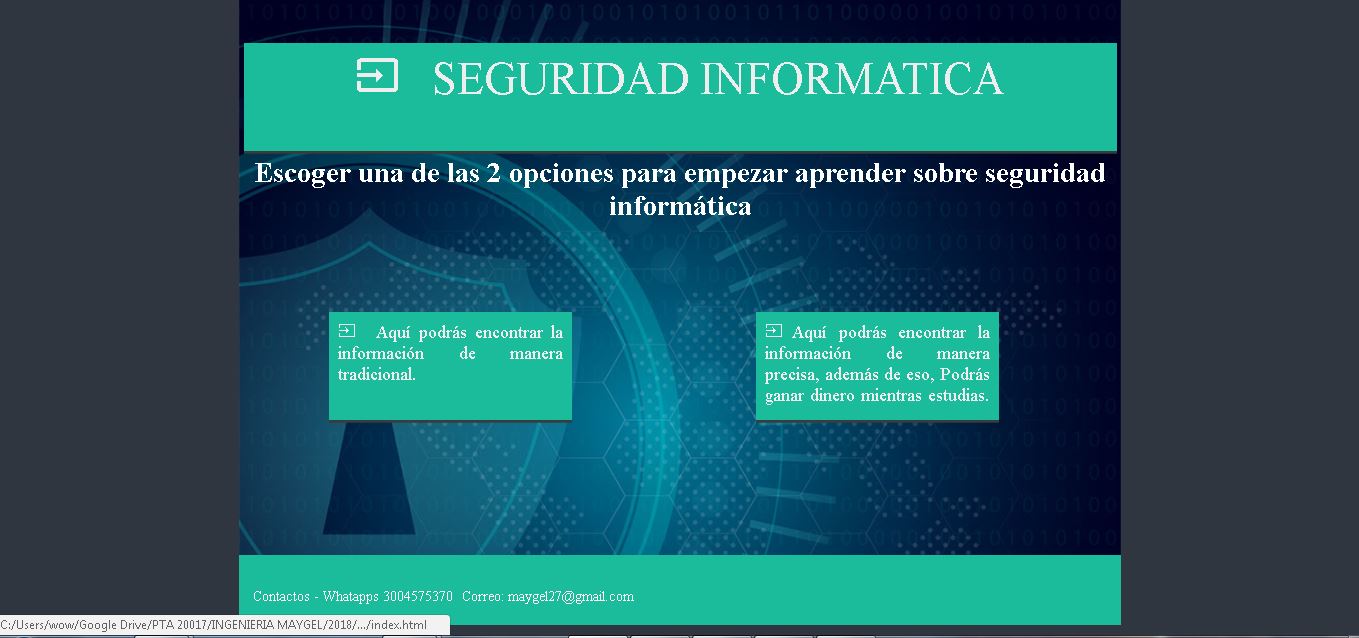 SEGURIDAD INFORMATICA
Escoger una de las 2 opciones para empezar aprender sobre seguridad
informática
Aquí podrás encontrar la
información de manera
tradicional.
Aquí podrás encontrar la
información de manera
precisa, además de eso, Podrás
ganar dinero mientras estudias.
Contactos - Whatapps 3004575370 Correo: maygel27@gmail.com
C:/Users/wow/Google Drive/PTA 20017/INGENIERIA MAYGEL/2018/.../index.html